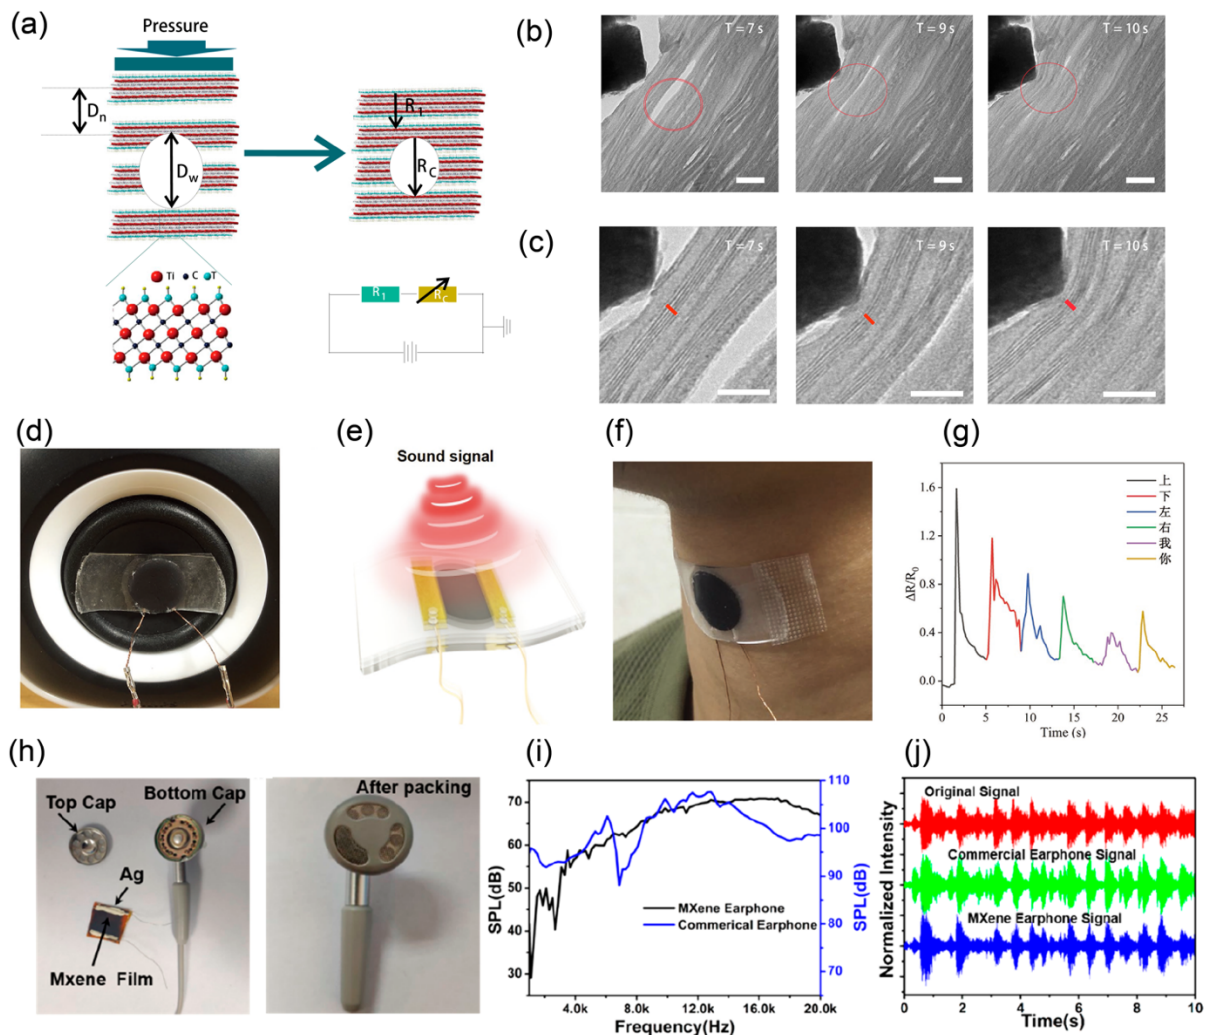 (a)
Pressure
Dn
Dw
R1
RC
Ti C T
R1
RC
(b)
T = 7 s
T = 9 s
T = 10 s
(c)
T = 7 s
T = 9 s
T = 10 s
(d)
(e)
Sound signal
(f)
(g)
ΔR/R0
1.6
1.2
0.8
0.4
0.0
0 5 10 15 20 25
Time (s)
上
下
左
右
我
你
(h)
Top Cap
Bottom Cap
Ag
Mxene Film
After packing
(i)
SPL(dB)
70
60
50
40
30
110
100
90
80
70
65
SPL(dB)
MXene Earphone
Commerical Earphone
4.0k 8.0k 12.0k 16.0k 20.0k
Frequency(Hz)
(j)
Normalized Intensity
Original Signal
Commercial Earphone Signal
MXene Earphone Signal
0 2 4 6 8 10
Time(s)